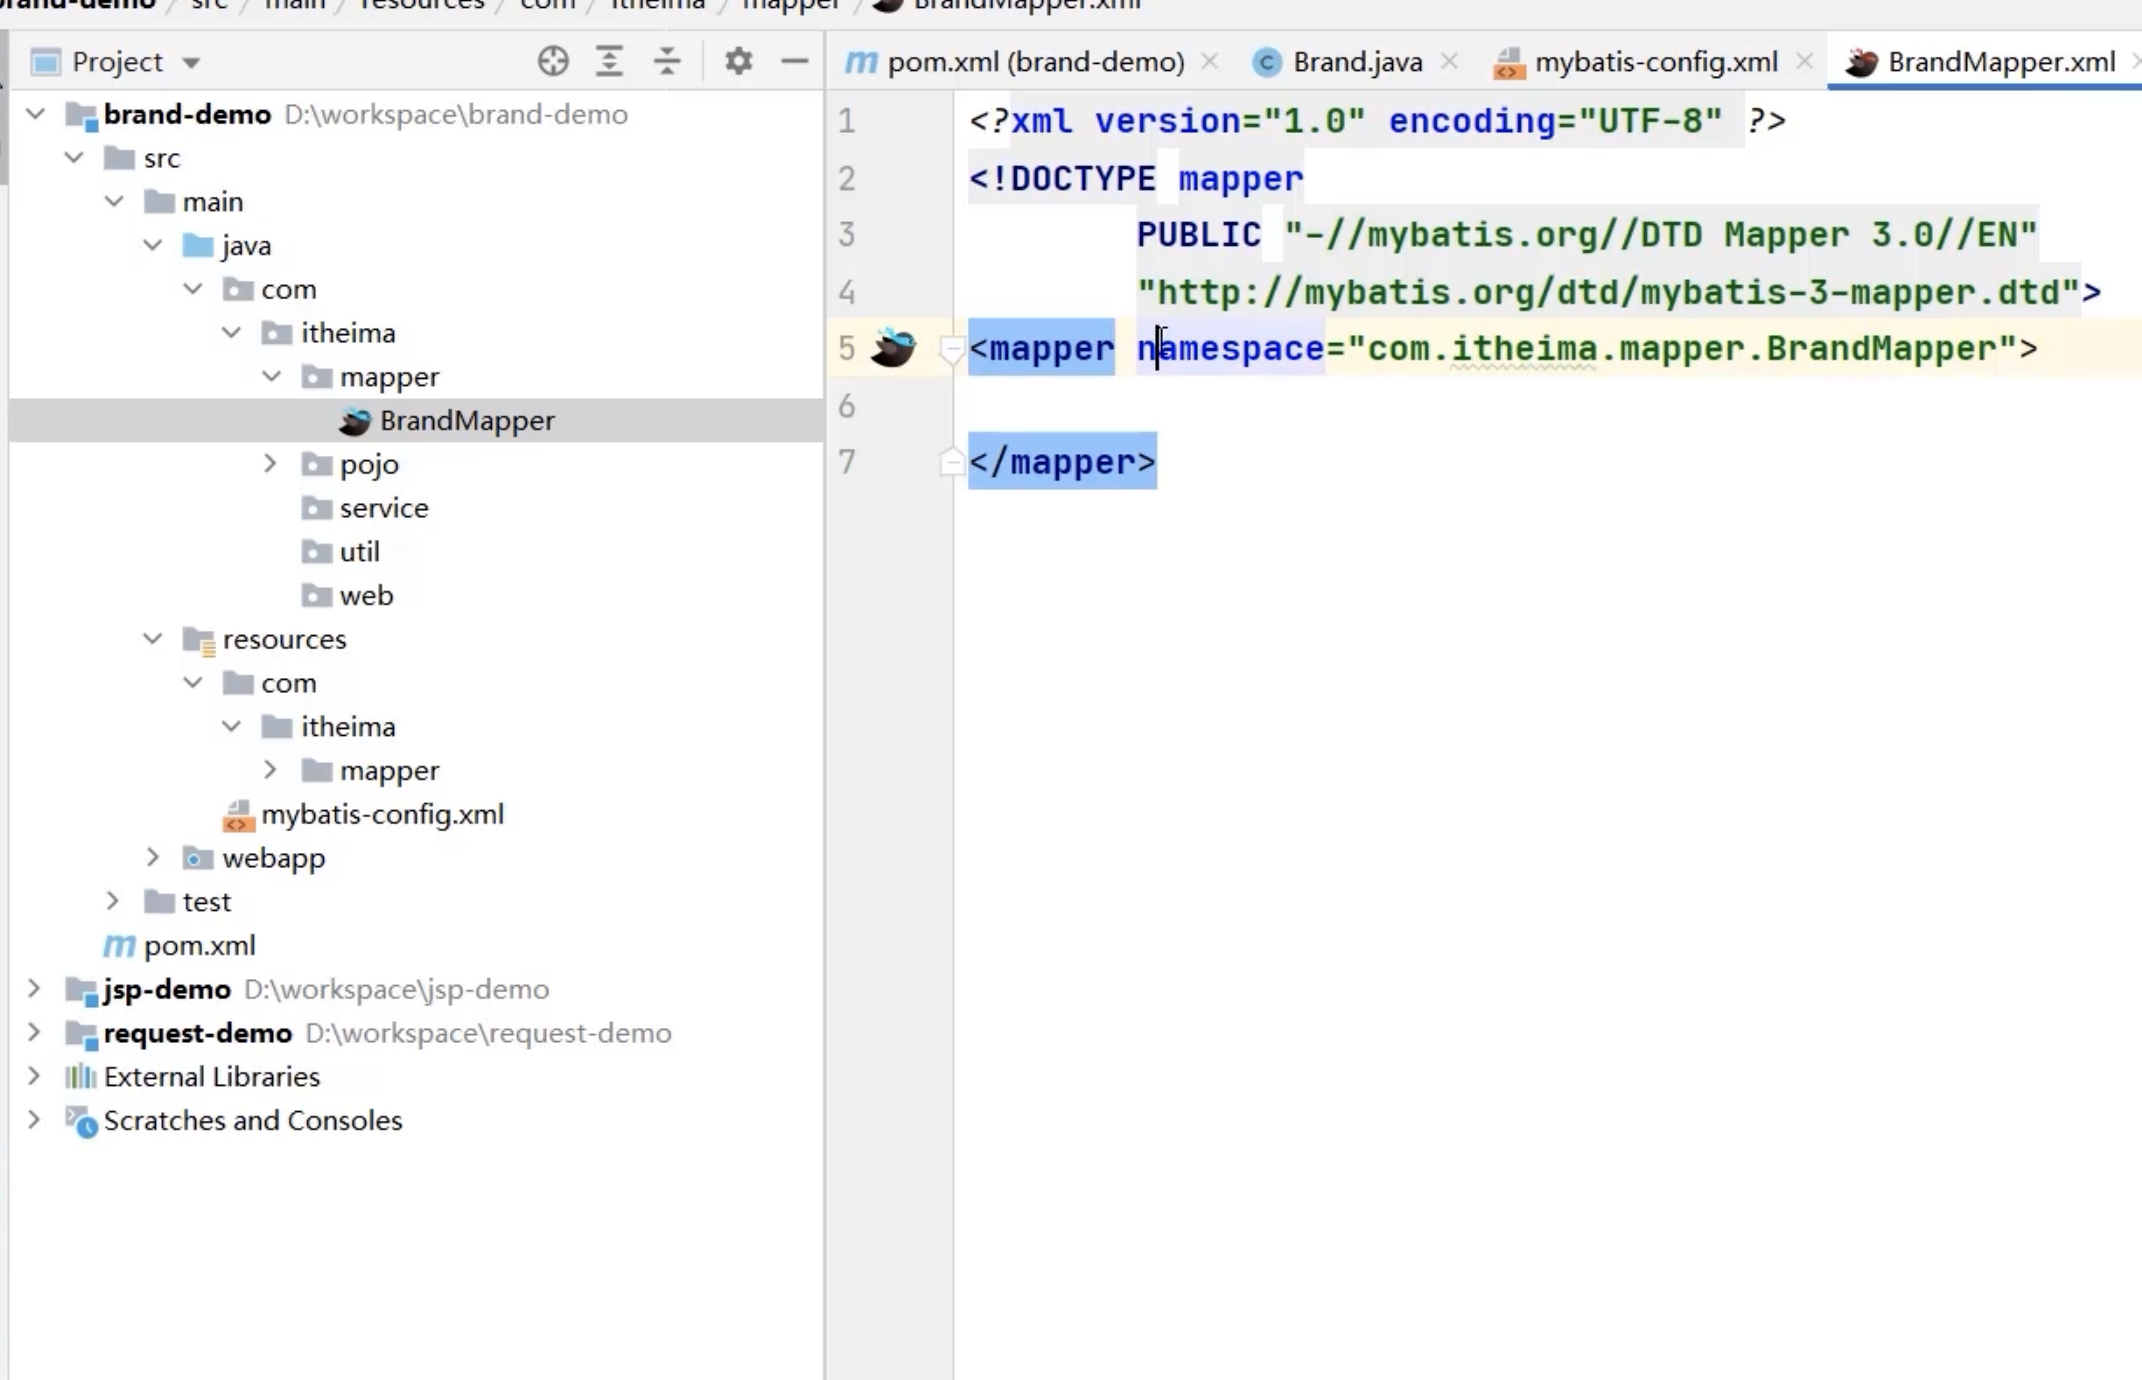 brand-demo / src / main / resources / com / itheima / mapper / BrandMapper.xml
Project
pom.xml (brand-demo)
Brand.java
mybatis-config.xml
BrandMapper.xml
brand-demo D:\workspace\brand-demo
src
main
java
com
itheima
mapper
BrandMapper
pojo
service
util
web
resources
com
itheima
mapper
mybatis-config.xml
webapp
test
pom.xml
jsp-demo D:\workspace\jsp-demo
request-demo D:\workspace\request-demo
External Libraries
Scratches and Consoles
1 <?xml version="1.0" encoding="UTF-8" ?>
2 <!DOCTYPE mapper
3 PUBLIC "-//mybatis.org//DTD Mapper 3.0//EN"
4 "http://mybatis.org/dtd/mybatis-3-mapper.dtd">
5 <mapper namespace="com.itheima.mapper.BrandMapper">
6
7 </mapper>